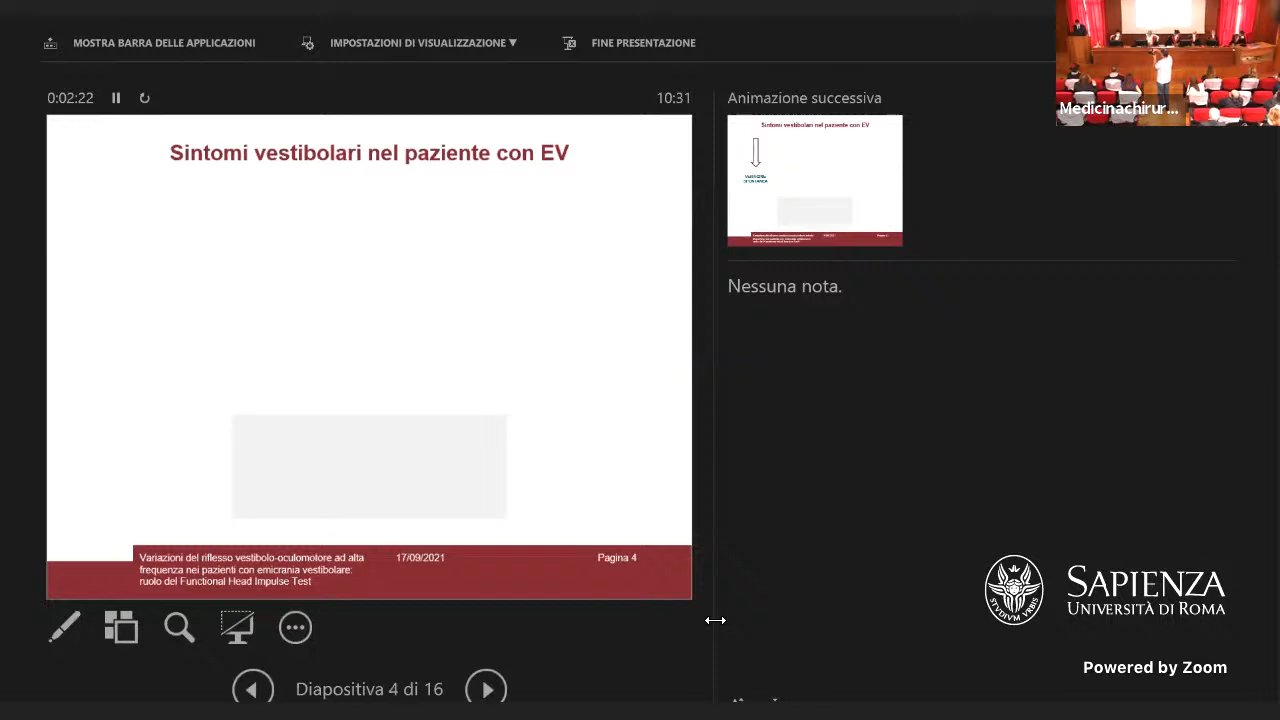 MOSTRA BARRA DELLE APPLICAZIONI
IMPOSTAZIONI DI VISUALIZZAZIONE ▼
FINE PRESENTAZIONE
Medicinachirur...
0:02:22
10:31
Animazione successiva
Sintomi vestibolari nel paziente con EV
Sintomi vestibolari nel paziente con EV
Nessuna nota.
Variazioni del riflesso vestibolo-oculomotore ad alta
frequenza nei pazienti con emicrania vestibolare:
ruolo del Functional Head Impulse Test
17/09/2021
Pagina 4
Diapositiva 4 di 16
STVDIVM VRBIS
SAPIENZA
UNIVERSITÀ DI ROMA
Powered by Zoom